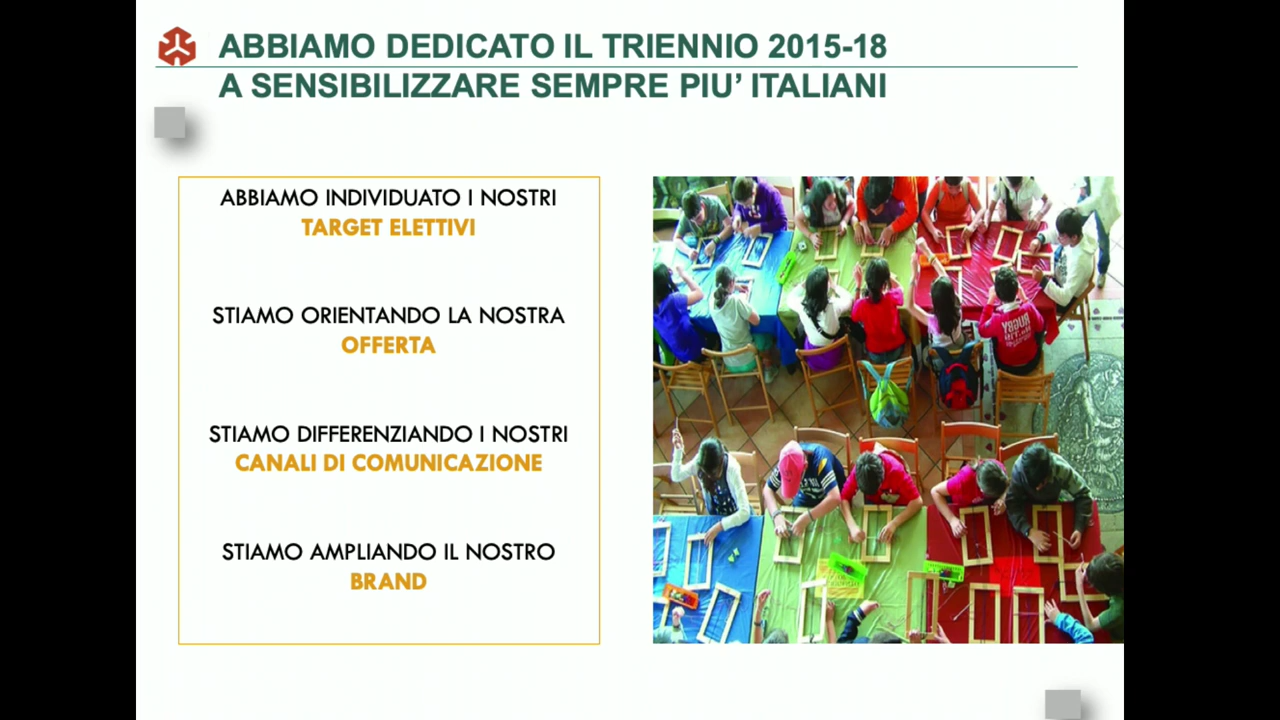 ABBIAMO DEDICATO IL TRIENNIO 2015-18
A SENSIBILIZZARE SEMPRE PIU' ITALIANI
ABBIAMO INDIVIDUATO I NOSTRI
TARGET ELETTIVI
STIAMO ORIENTANDO LA NOSTRA
OFFERTA
STIAMO DIFFERENZIANDO I NOSTRI
CANALI DI COMUNICAZIONE
STIAMO AMPLIANDO IL NOSTRO
BRAND
RUGBY